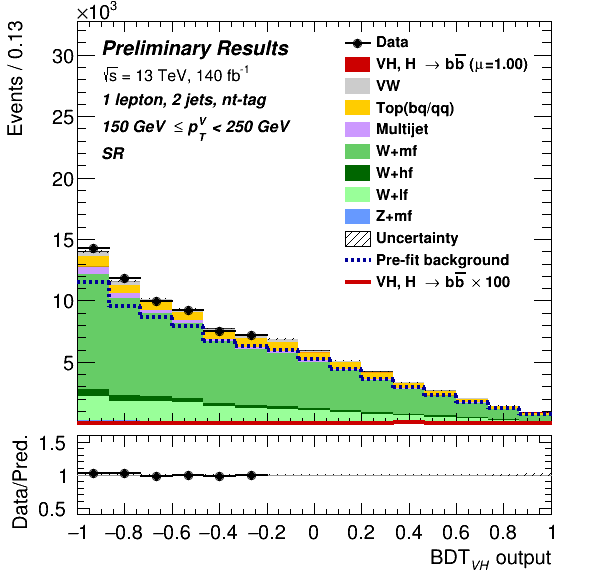 ×10³
Events / 0.13
30
25
20
15
10
5
Preliminary Results
√s = 13 TeV, 140 fb⁻¹
1 lepton, 2 jets, nt-tag
150 GeV ≤ p_T^V < 250 GeV
SR
Data
VH, H → bb̅ (μ=1.00)
VW
Top(bq/qq)
Multijet
W+mf
W+hf
W+lf
Z+mf
Uncertainty
Pre-fit background
VH, H → bb̅ × 100
Data/Pred.
1.5
1
0.5
−1 −0.8 −0.6 −0.4 −0.2 0 0.2 0.4 0.6 0.8 1
BDT_VH output